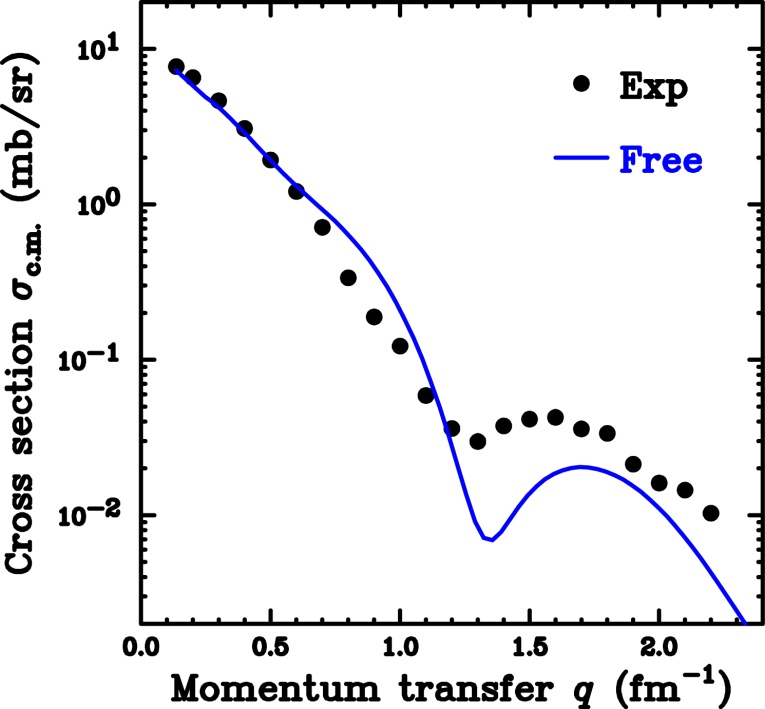 Cross section σc.m. (mb/sr)
10¹
10⁰
10⁻¹
10⁻²
Exp
Free
0.0 0.5 1.0 1.5 2.0
Momentum transfer q (fm⁻¹)